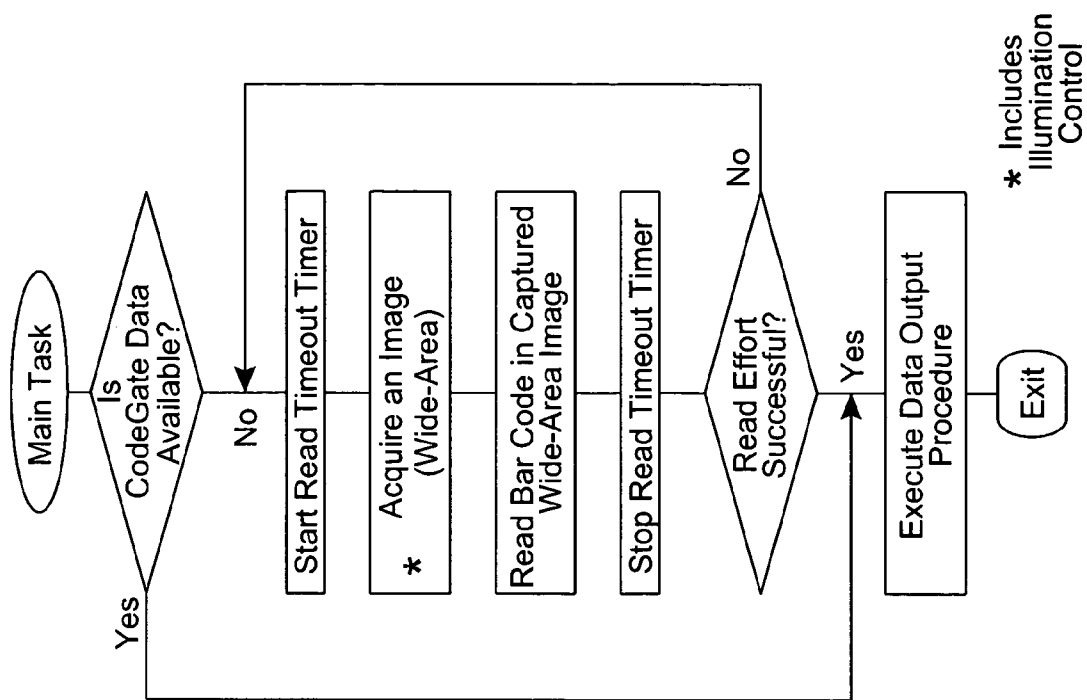 Main Task
Is
CodeGate Data
Available?
Yes
No
Start Read Timeout Timer
* Acquire an Image
(Wide-Area)
Read Bar Code in Captured
Wide-Area Image
Stop Read Timeout Timer
Read Effort
Successful?
No
Yes
Execute Data Output
Procedure
Exit
* Includes
Illumination
Control